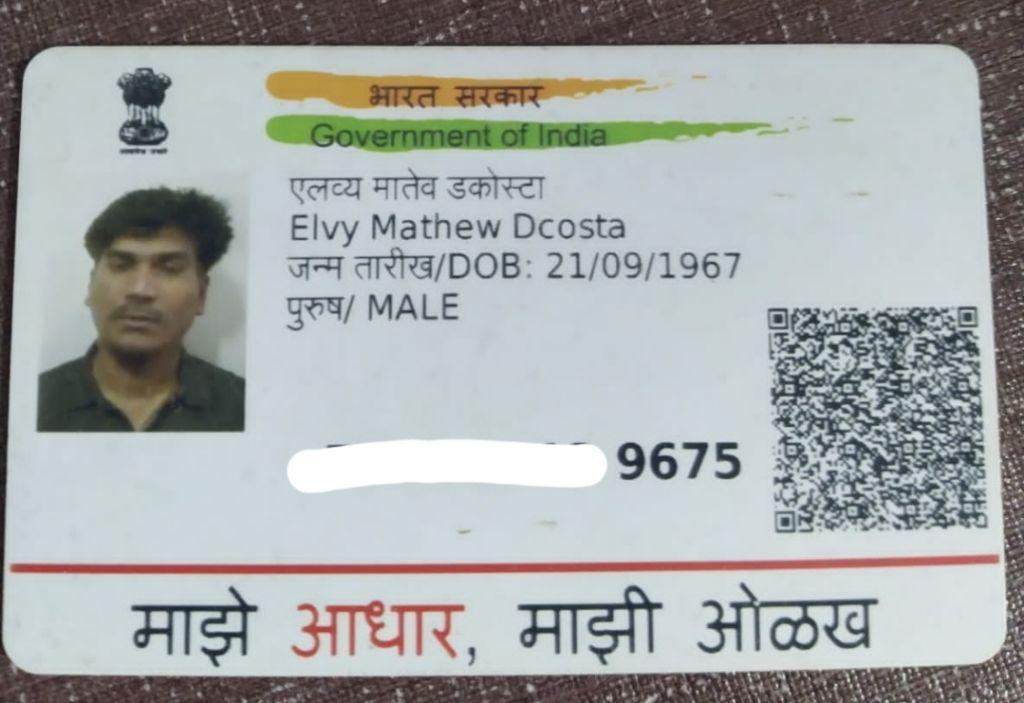 भारत सरकार
Government of India
एलव्य मातेव डकोस्टा
Elvy Mathew Dcosta
जन्म तारीख/DOB: 21/09/1967
पुरुष/ MALE
9675
माझे आधार, माझी ओळख